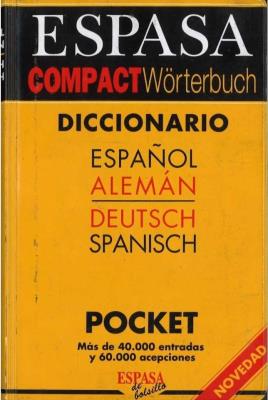 ESPASA
COMPACT Wörterbuch
DICCIONARIO
ESPAÑOL
ALEMÁN
DEUTSCH
SPANISCH
POCKET
Más de 40.000 entradas
y 60.000 acepciones
ESPASA
de bolsillo
NOVEDAD